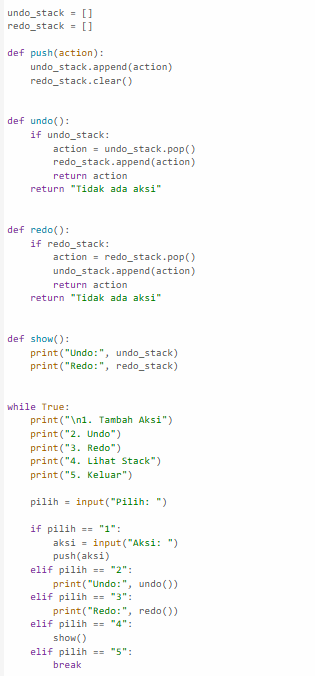 undo_stack = []
redo_stack = []

def push(action):
    undo_stack.append(action)
    redo_stack.clear()


def undo():
    if undo_stack:
        action = undo_stack.pop()
        redo_stack.append(action)
        return action
    return "Tidak ada aksi"


def redo():
    if redo_stack:
        action = redo_stack.pop()
        undo_stack.append(action)
        return action
    return "Tidak ada aksi"


def show():
    print("Undo:", undo_stack)
    print("Redo:", redo_stack)


while True:
    print("\n1. Tambah Aksi")
    print("2. Undo")
    print("3. Redo")
    print("4. Lihat Stack")
    print("5. Keluar")

    pilih = input("Pilih: ")

    if pilih == "1":
        aksi = input("Aksi: ")
        push(aksi)
    elif pilih == "2":
        print("Undo:", undo())
    elif pilih == "3":
        print("Redo:", redo())
    elif pilih == "4":
        show()
    elif pilih == "5":
        break